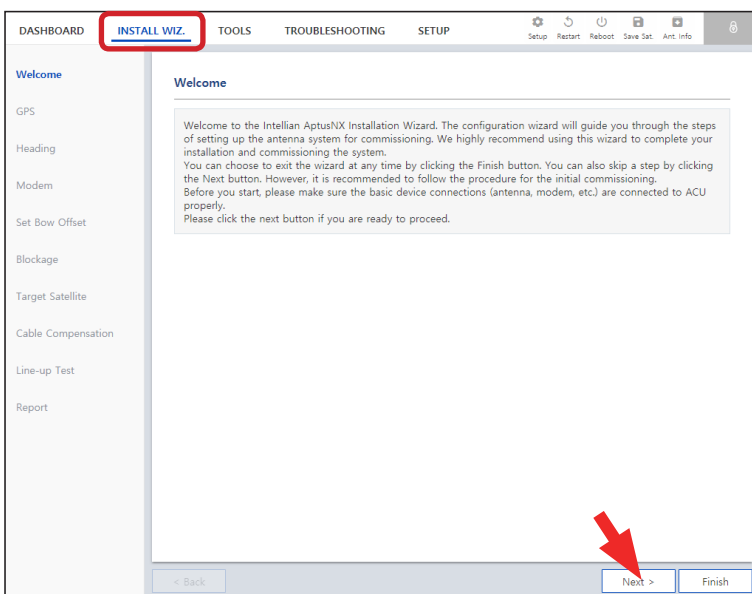 DASHBOARD INSTALL WIZ. TOOLS TROUBLESHOOTING SETUP Setup Restart Reboot Save Sat. Ant. Info
Welcome
GPS
Heading
Modem
Set Bow Offset
Blockage
Target Satellite
Cable Compensation
Line-up Test
Report
Welcome
Welcome to the Intellian AptusNX Installation Wizard. The configuration wizard will guide you through the steps
of setting up the antenna system for commissioning. We highly recommend using this wizard to complete your
installation and commissioning the system.
You can choose to exit the wizard at any time by clicking the Finish button. You can also skip a step by clicking
the Next button. However, it is recommended to follow the procedure for the initial commissioning.
Before you start, please make sure the basic device connections (antenna, modem, etc.) are connected to ACU
properly.
Please click the next button if you are ready to proceed.
< Back Next > Finish